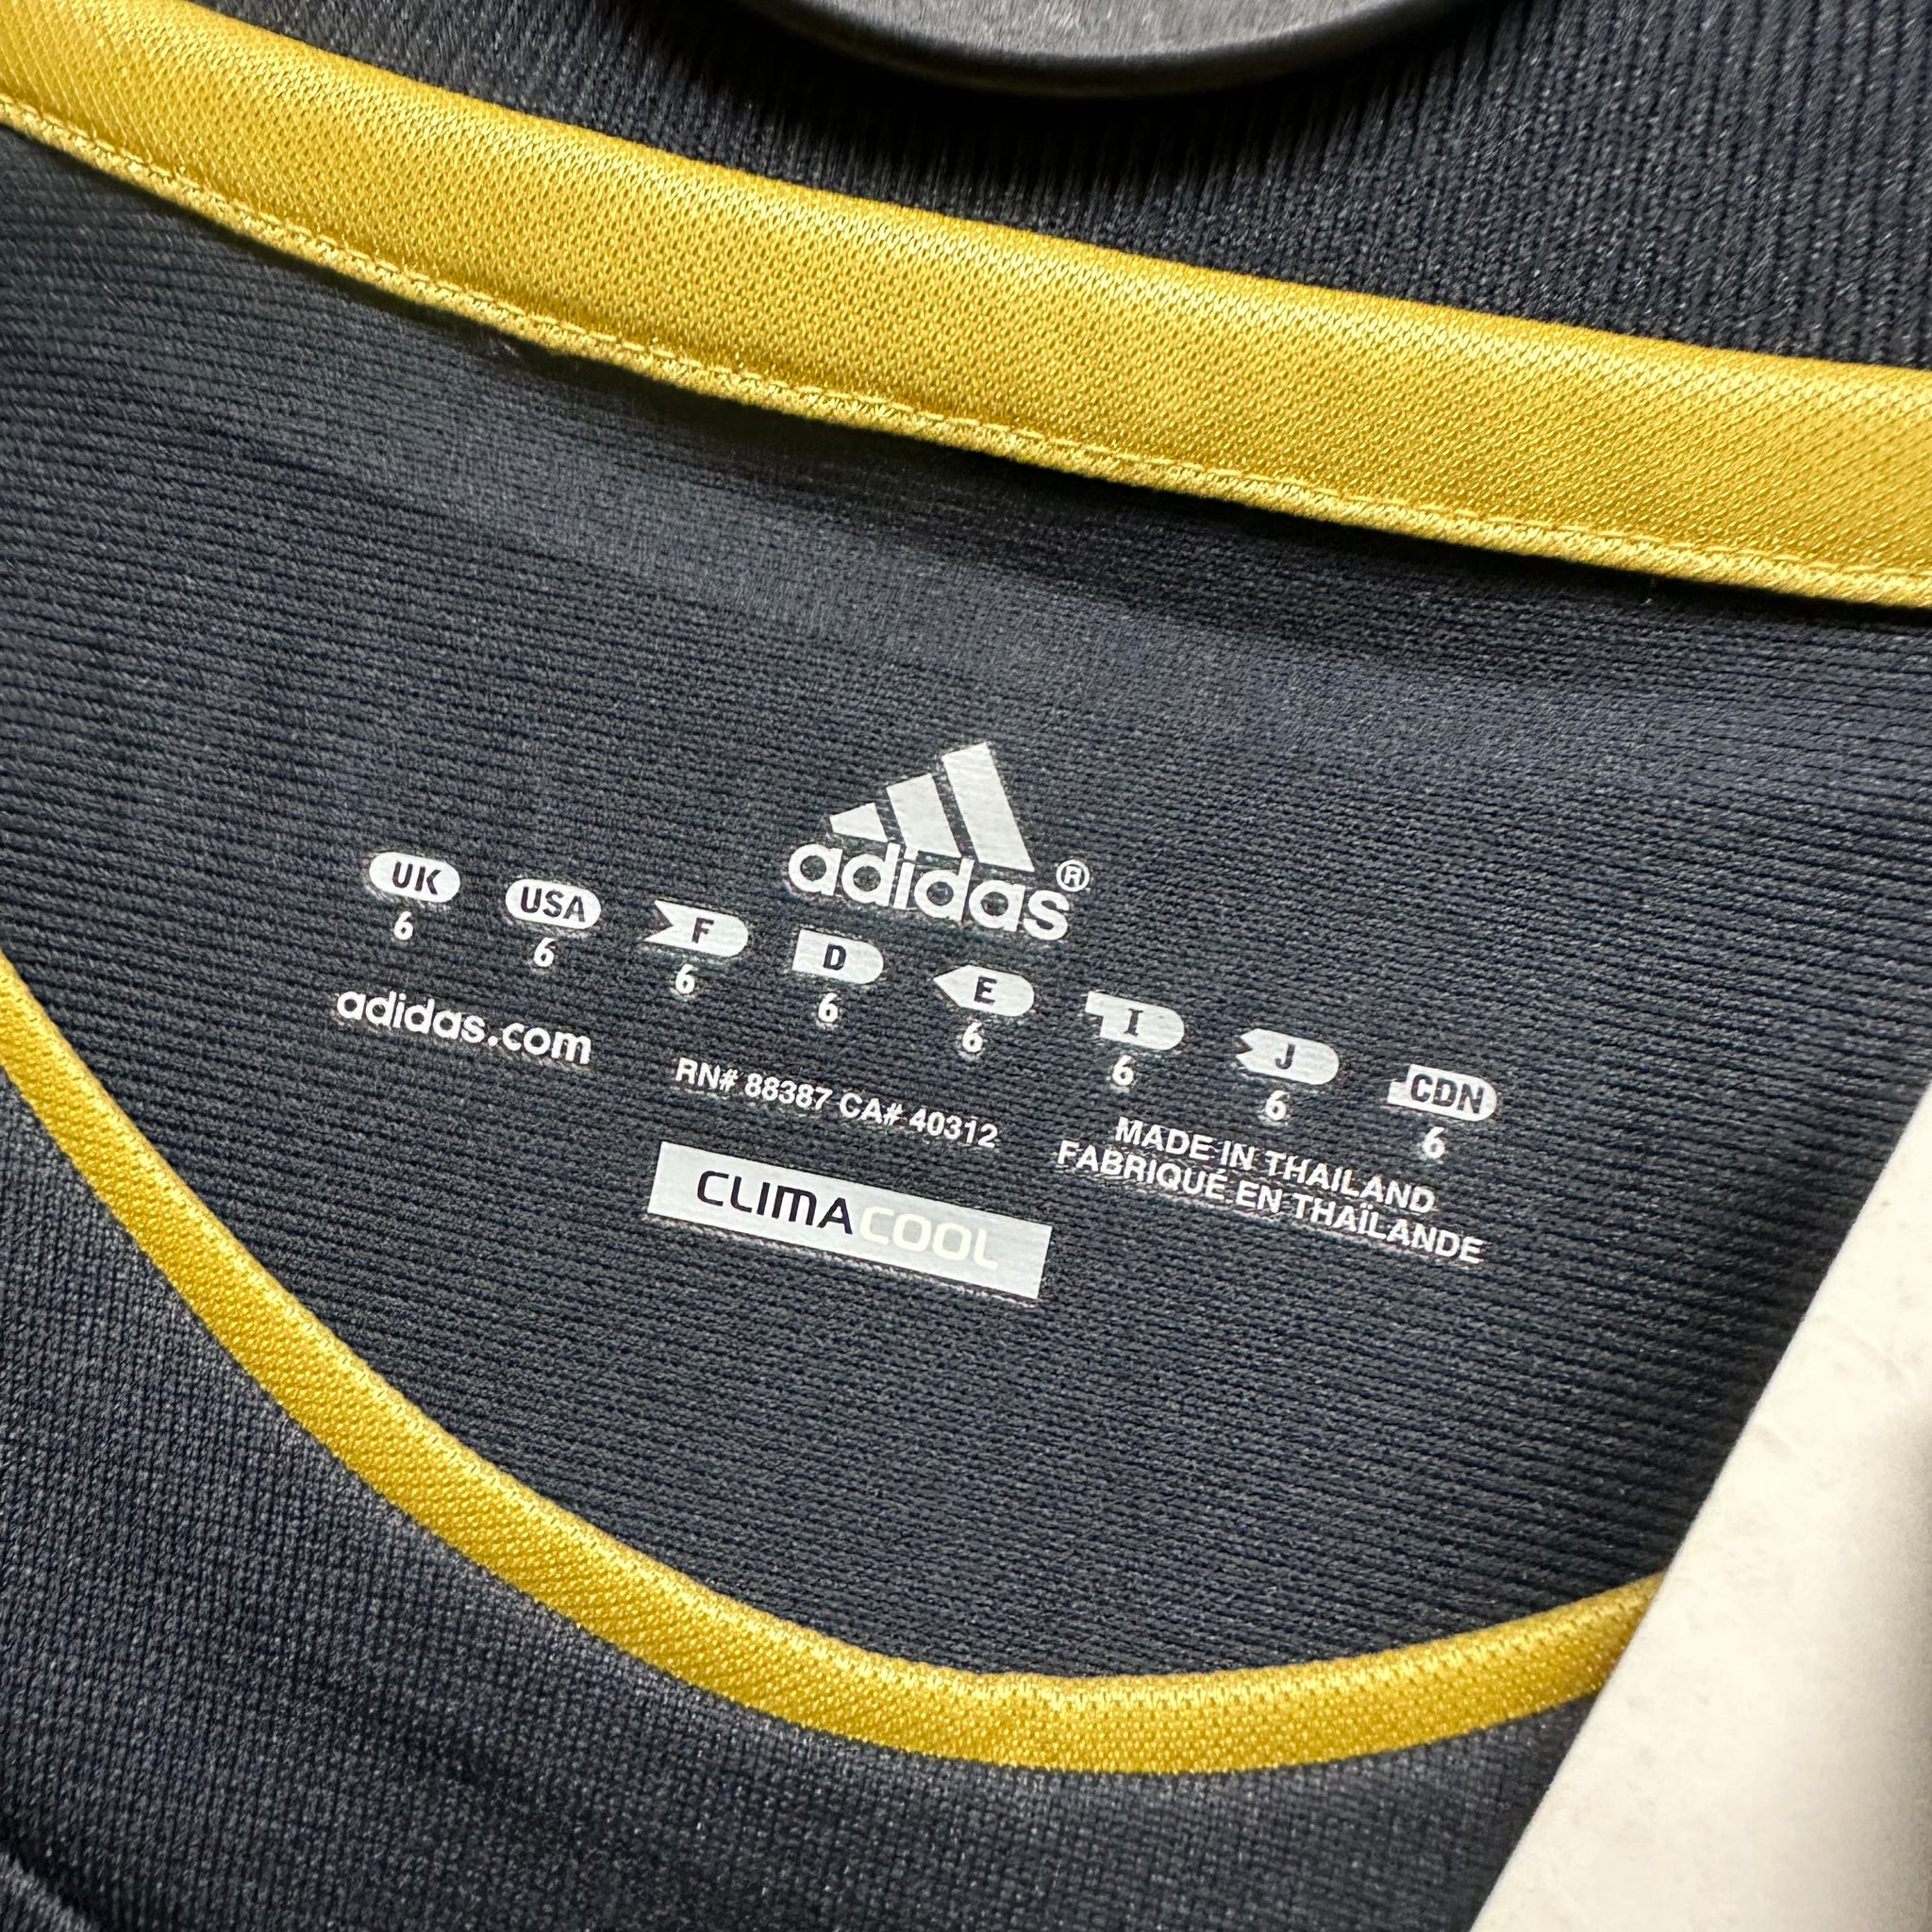 adidas®
UK USA F D E I J CDN
6 6 6 6 6 6 6 6
adidas.com
RN# 88387 CA# 40312
MADE IN THAILAND
FABRIQUÉ EN THAÏLANDE
CLIMACOOL